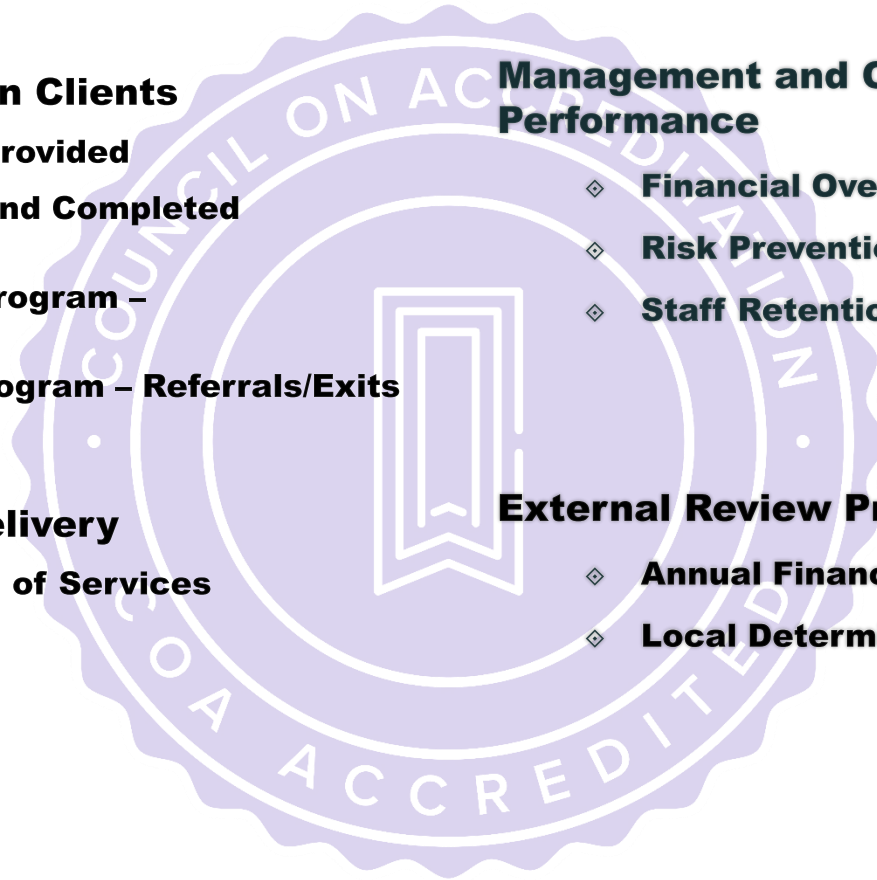 n Clients
rovided
nd Completed
rogram –
ogram – Referrals/Exits
elivery
of Services
Management and O
Performance
Financial Ove
Risk Preventi
Staff Retentio
External Review Pr
Annual Financ
Local Determ
COUNCIL ON ACCREDITATION
COA ACCREDITED